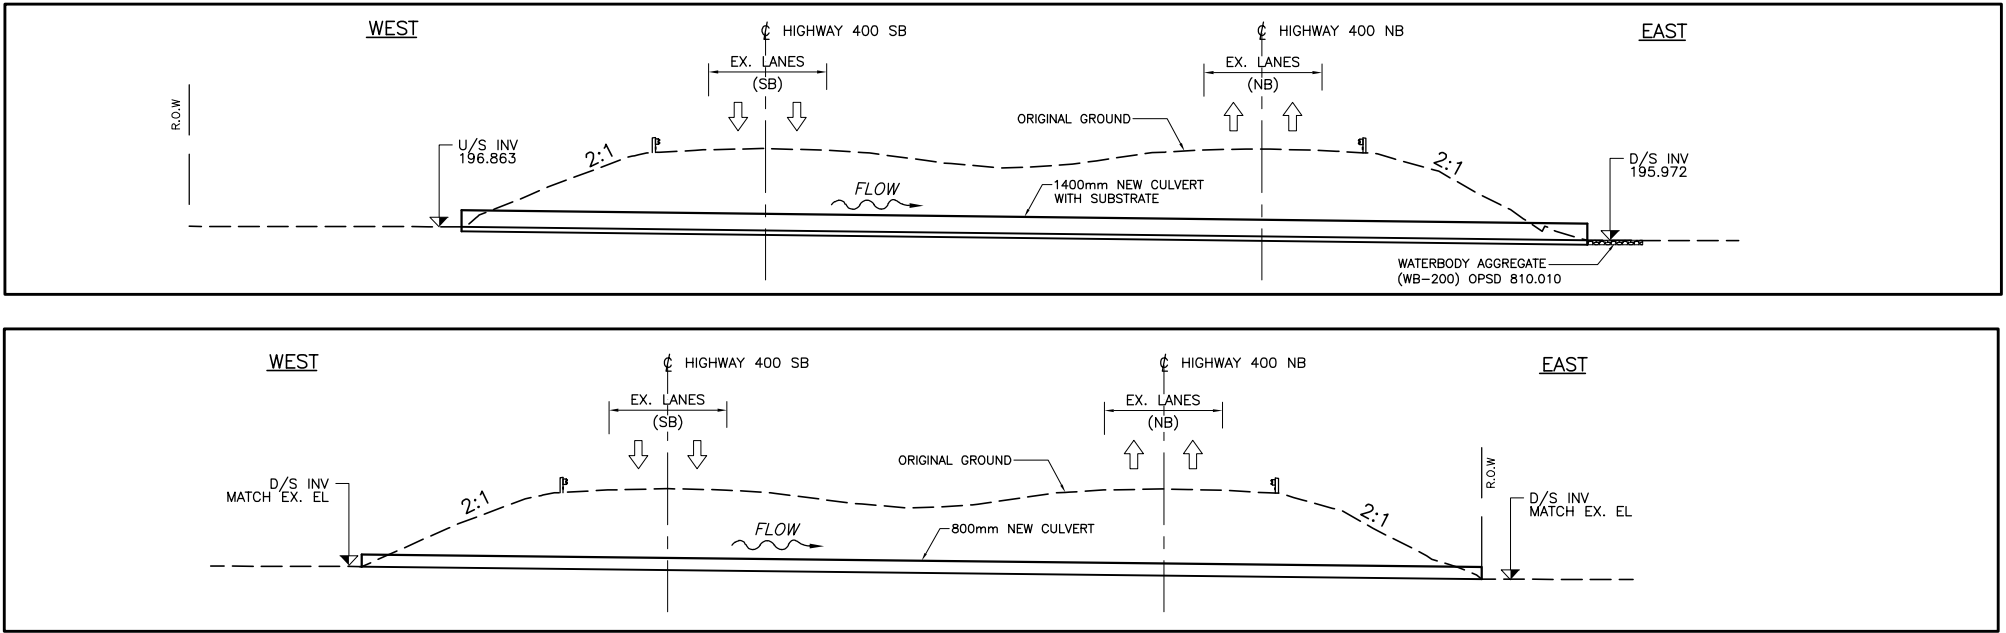 WEST
℄ HIGHWAY 400 SB
℄ HIGHWAY 400 NB
EAST
EX. LANES
(SB)
EX. LANES
(NB)
R.O.W
ORIGINAL GROUND
U/S INV
196.863
2:1
2:1
D/S INV
195.972
FLOW
1400mm NEW CULVERT
WITH SUBSTRATE
WATERBODY AGGREGATE
(WB-200) OPSD 810.010
WEST
℄ HIGHWAY 400 SB
℄ HIGHWAY 400 NB
EAST
EX. LANES
(SB)
EX. LANES
(NB)
ORIGINAL GROUND
R.O.W
D/S INV
MATCH EX. EL
2:1
2:1
D/S INV
MATCH EX. EL
FLOW
800mm NEW CULVERT